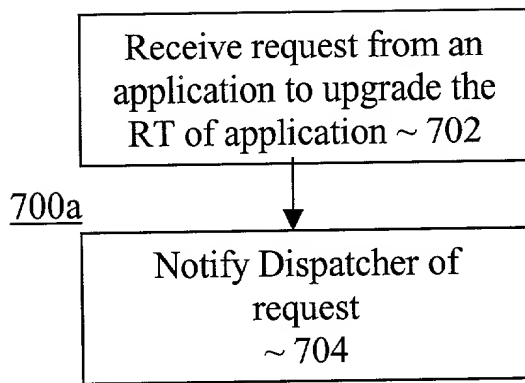 Receive request from an
application to upgrade the
RT of application ~ 702
700a
Notify Dispatcher of
request
~ 704